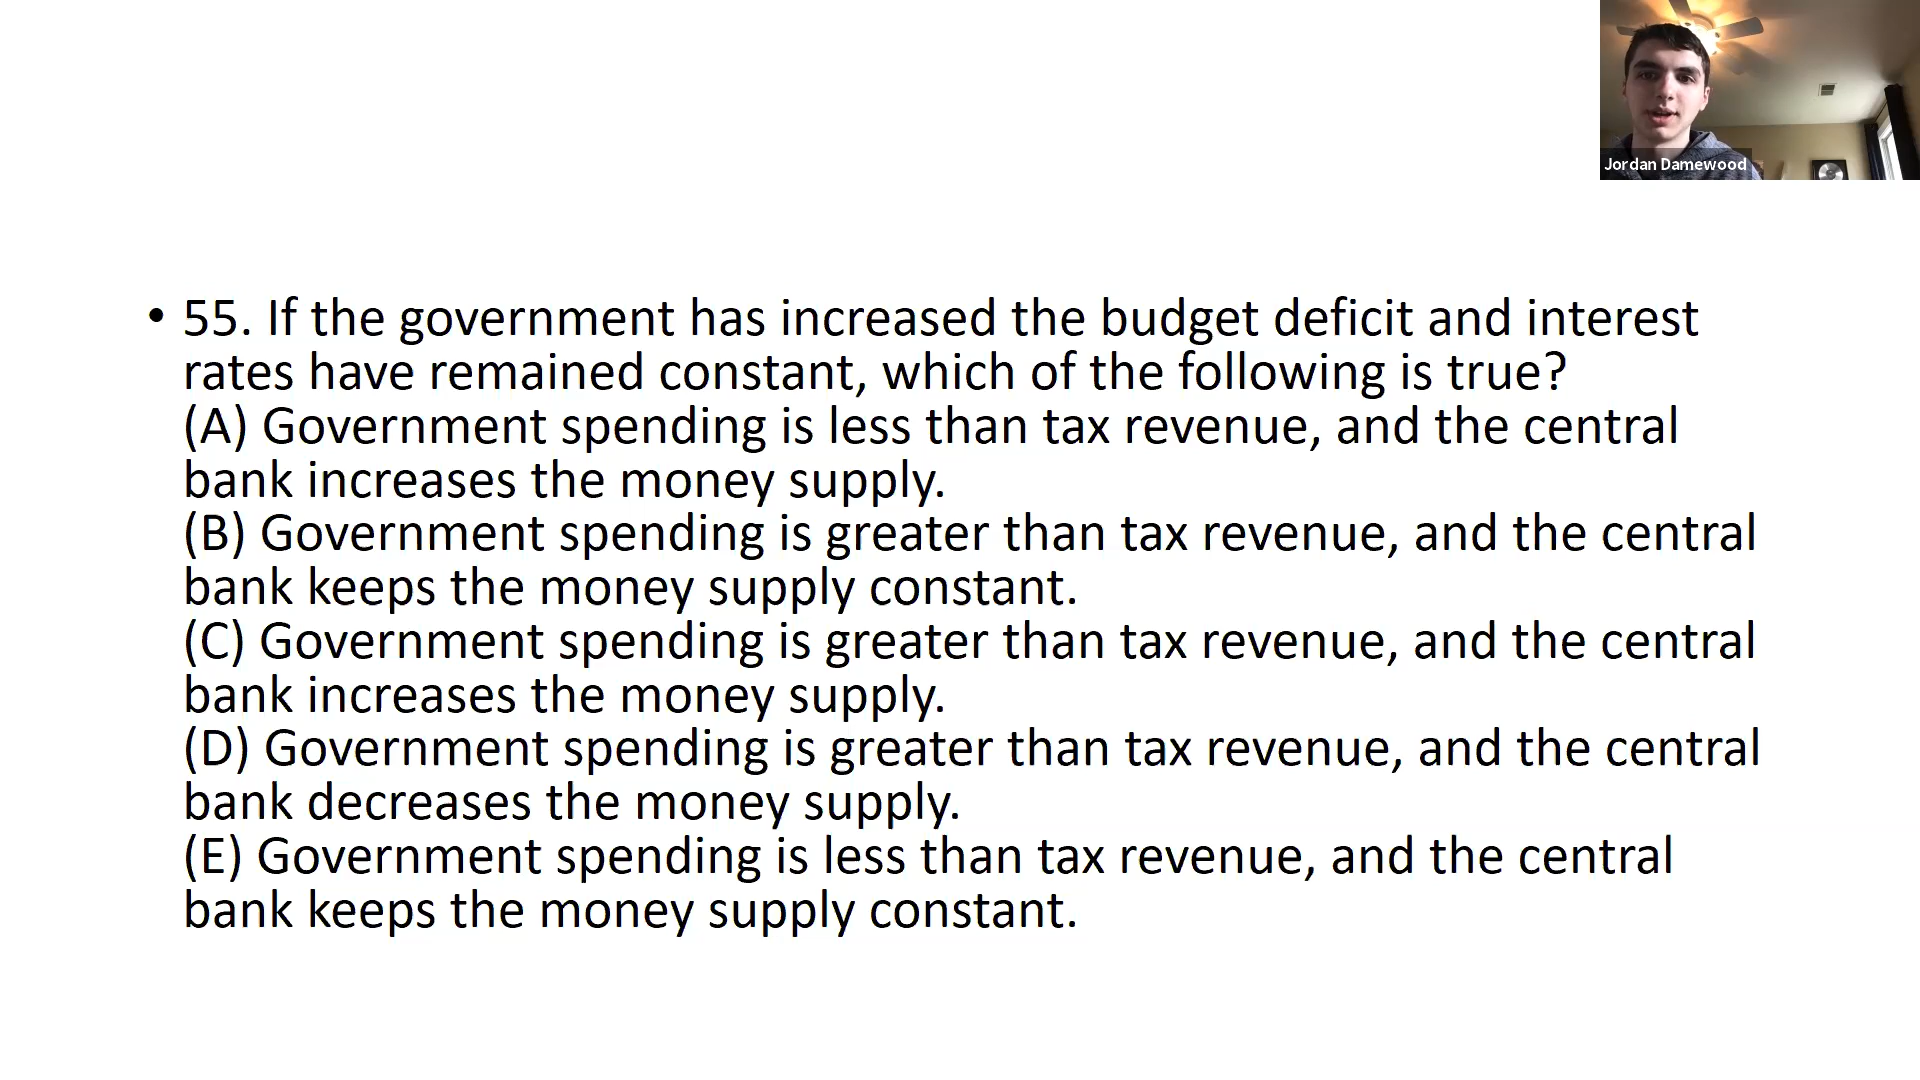 Jordan Damewood
• 55. If the government has increased the budget deficit and interest
rates have remained constant, which of the following is true?
(A) Government spending is less than tax revenue, and the central
bank increases the money supply.
(B) Government spending is greater than tax revenue, and the central
bank keeps the money supply constant.
(C) Government spending is greater than tax revenue, and the central
bank increases the money supply.
(D) Government spending is greater than tax revenue, and the central
bank decreases the money supply.
(E) Government spending is less than tax revenue, and the central
bank keeps the money supply constant.